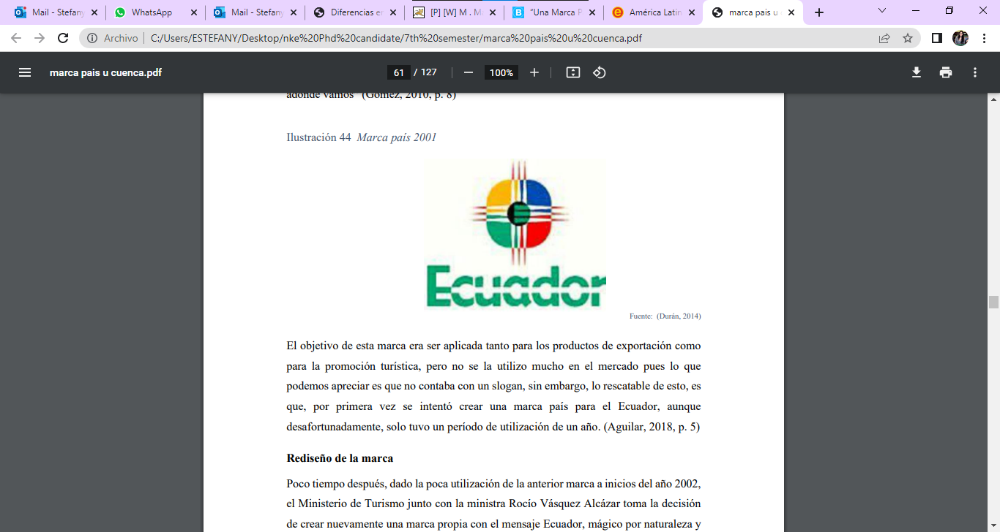 Mail - Stefany
WhatsApp
Mail - Stefany
Diferencias en
[P] [W] M . M
"Una Marca P
América Latin
marca pais u
Archivo
C:/Users/ESTEFANY/Desktop/nke%20Phd%20candidate/7th%20semester/marca%20pais%20u%20cuenca.pdf
marca pais u cuenca.pdf
61 / 127
100%
adonde vamos" (Gómez, 2010, p. 8)
Ilustración 44 Marca país 2001
Ecuador
Fuente: (Durán, 2014)
El objetivo de esta marca era ser aplicada tanto para los productos de exportación como
para la promoción turística, pero no se la utilizo mucho en el mercado pues lo que
podemos apreciar es que no contaba con un slogan, sin embargo, lo rescatable de esto, es
que, por primera vez se intentó crear una marca país para el Ecuador, aunque
desafortunadamente, solo tuvo un período de utilización de un año. (Aguilar, 2018, p. 5)
Rediseño de la marca
Poco tiempo después, dado la poca utilización de la anterior marca a inicios del año 2002,
el Ministerio de Turismo junto con la ministra Rocío Vásquez Alcázar toma la decisión
de crear nuevamente una marca propia con el mensaje Ecuador, mágico por naturaleza y